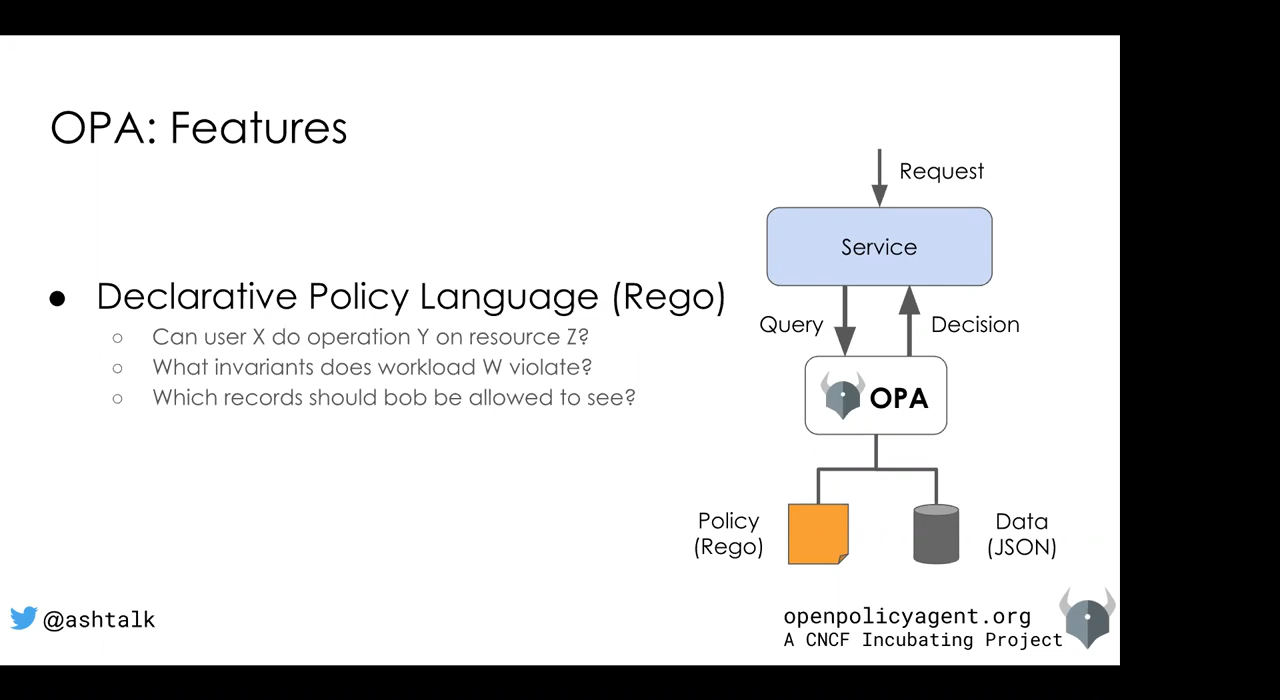 OPA: Features
● Declarative Policy Language (Rego)
○ Can user X do operation Y on resource Z?
○ What invariants does workload W violate?
○ Which records should bob be allowed to see?
Request
Service
Query
Decision
OPA
Policy
(Rego)
Data
(JSON)
@ashtalk
openpolicyagent.org
A CNCF Incubating Project